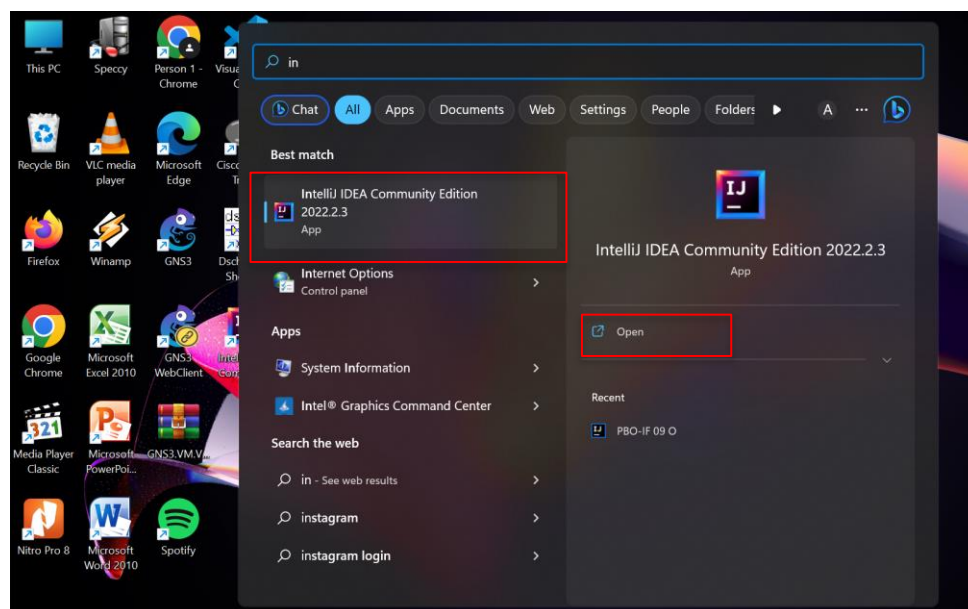 This PC
Speccy
Person 1 -
Chrome
Visua
Recycle Bin
VLC media
player
Microsoft
Edge
Cisco
Firefox
Winamp
GNS3
Google
Chrome
Microsoft
Excel 2010
GNS3
WebClient
321
Media Player
Classic
Microsoft
PowerPoi...
GNS3.VM.V...
Nitro Pro 8
Microsoft
Word 2010
Spotify
in
Chat All Apps Documents Web Settings People Folders A ...
Best match
IntelliJ IDEA Community Edition
2022.2.3
App
Internet Options
Control panel
Apps
System Information
Intel® Graphics Command Center
Search the web
in - See web results
instagram
instagram login
IJ
IntelliJ IDEA Community Edition 2022.2.3
App
Open
Recent
PBO-IF 09 O